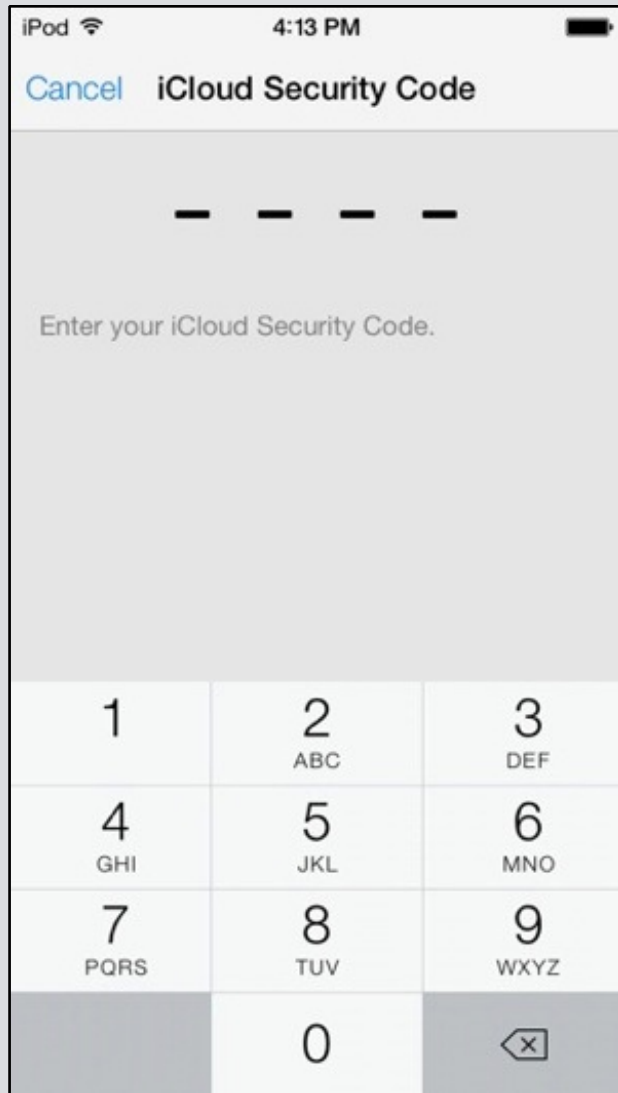 iPod 4:13 PM
Cancel iCloud Security Code
Enter your iCloud Security Code.
1 2 3
ABC DEF
4 5 6
GHI JKL MNO
7 8 9
PQRS TUV WXYZ
0